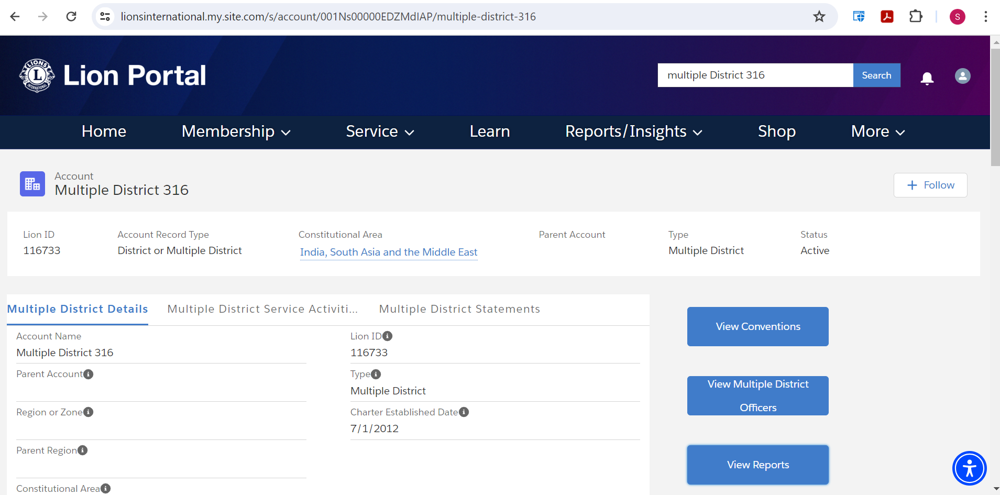 lionsinternational.my.site.com/s/account/001Ns00000EDZMdIAP/multiple-district-316
S
LIONS
L
INTERNATIONAL
Lion Portal
multiple District 316
Search
Home
Membership
Service
Learn
Reports/Insights
Shop
More
Account
Multiple District 316
+ Follow
Lion ID
116733
Account Record Type
District or Multiple District
Constitutional Area
India, South Asia and the Middle East
Parent Account
Type
Multiple District
Status
Active
Multiple District Details
Multiple District Service Activiti...
Multiple District Statements
Account Name
Multiple District 316
Lion ID
116733
Parent Account
Type
Multiple District
Region or Zone
Charter Established Date
7/1/2012
Parent Region
Constitutional Area
View Conventions
View Multiple District
Officers
View Reports